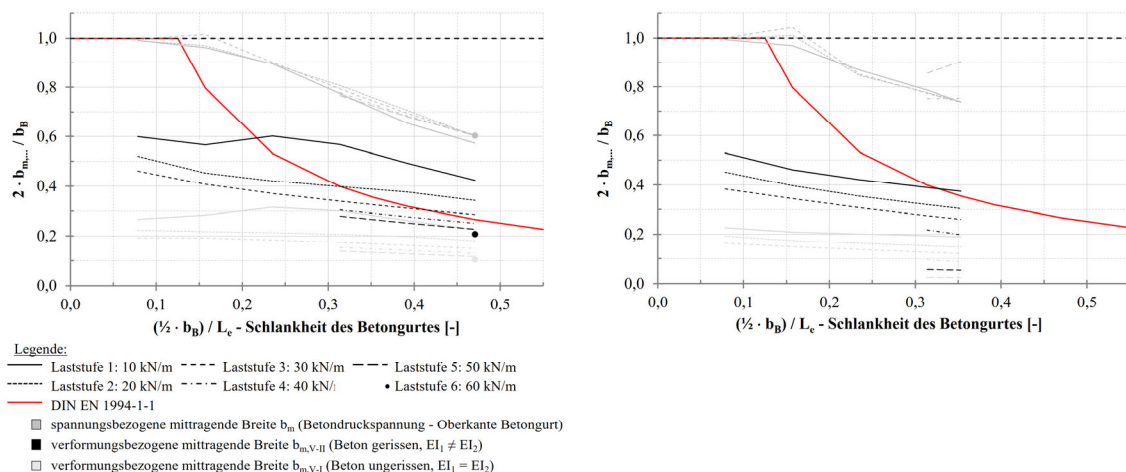 1,0
0,8
0,6
0,4
0,2
0,0
2 · b_m,... / b_B
0,0 0,1 0,2 0,3 0,4 0,5
(½ · b_B) / L_e - Schlankheit des Betongurtes [-]
1,0
0,8
0,6
0,4
0,2
0,0
2 · b_m,... / b_B
0,0 0,1 0,2 0,3 0,4 0,5
(½ · b_B) / L_e - Schlankheit des Betongurtes [-]
Legende:
Laststufe 1: 10 kN/m Laststufe 3: 30 kN/m Laststufe 5: 50 kN/m
Laststufe 2: 20 kN/m Laststufe 4: 40 kN/ Laststufe 6: 60 kN/m
DIN EN 1994-1-1
spannungsbezogene mittragende Breite b_m (Betondruckspannung - Oberkante Betongurt)
verformungsbezogene mittragende Breite b_m,V-II (Beton gerissen, EI₁ ≠ EI₂)
verformungsbezogene mittragende Breite b_m,V-I (Beton ungerissen, EI₁ = EI₂)